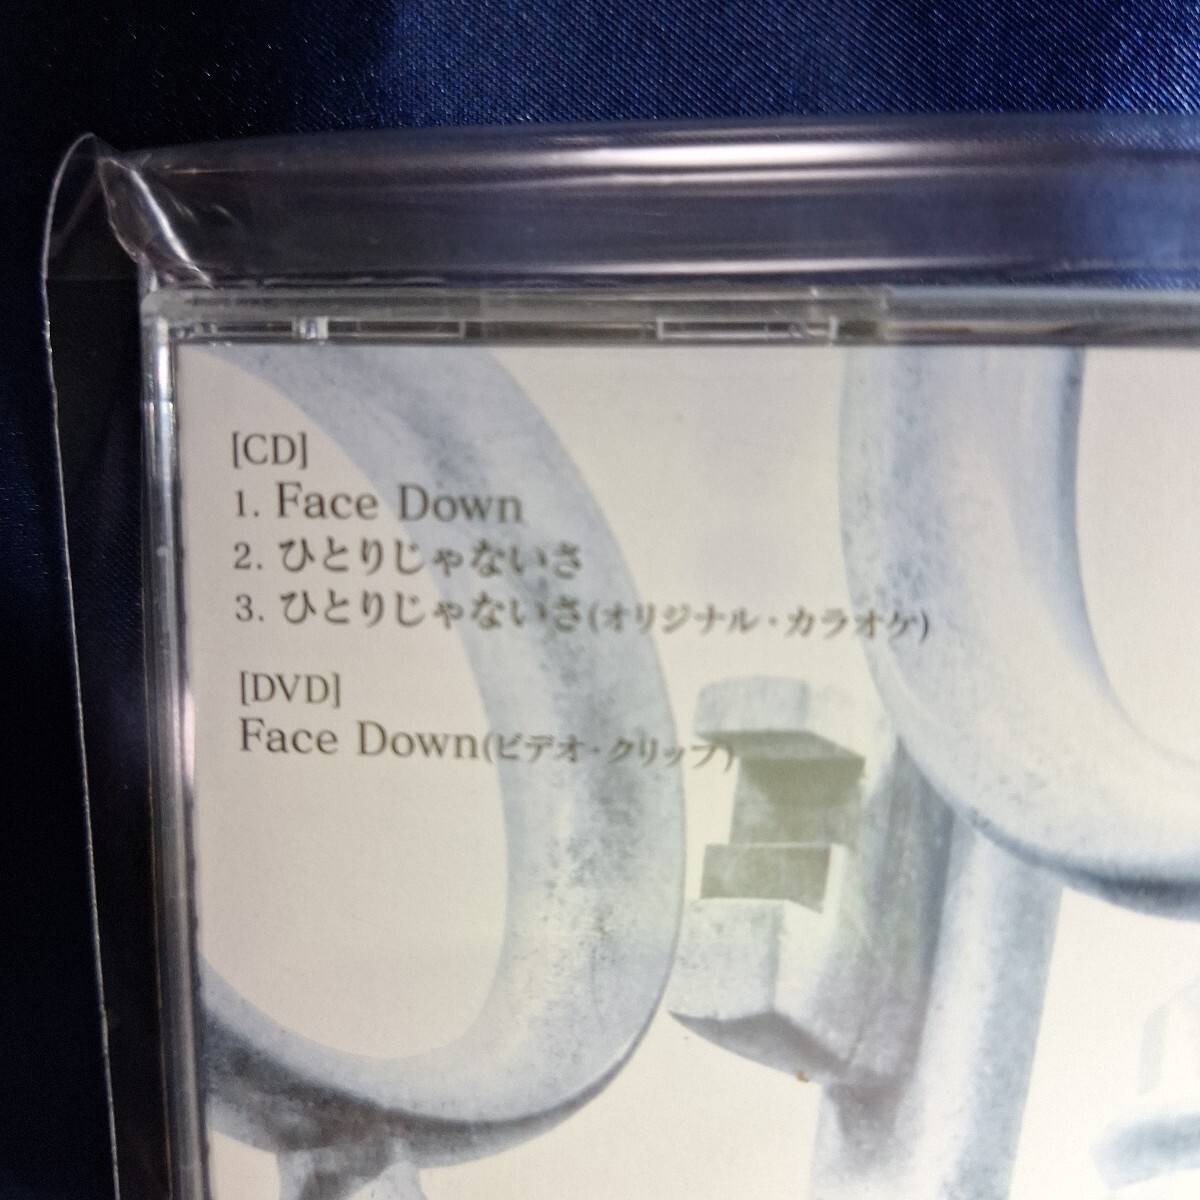 [CD]
1. Face Down
2. ひとりじゃないさ
3. ひとりじゃないさ(オリジナル・カラオケ)
[DVD]
Face Down(ビデオ・クリップ)